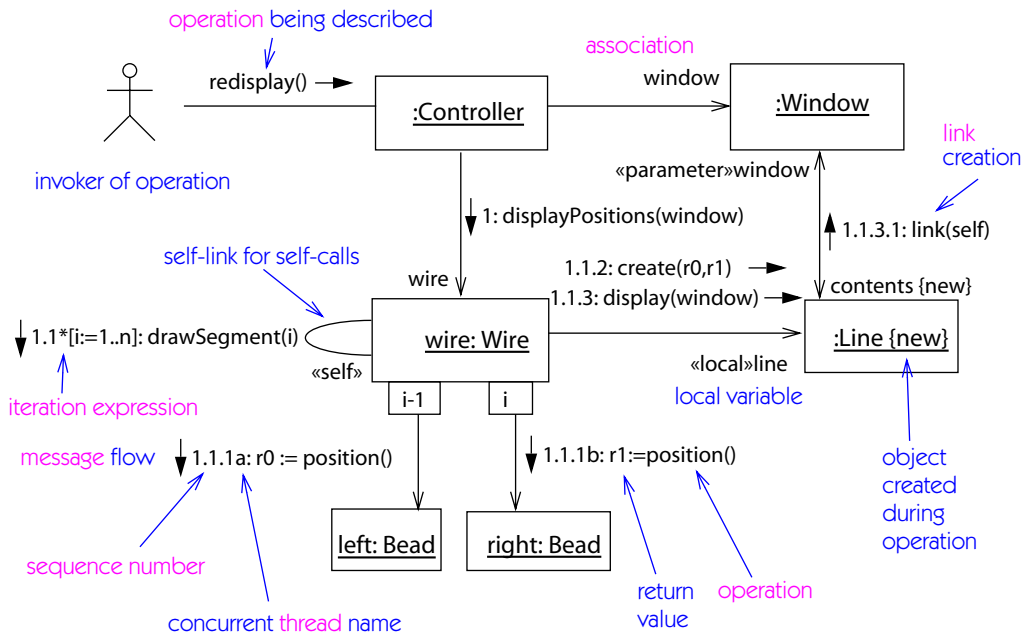 operation being described
association
redisplay()
window
:Controller
:Window
link
creation
invoker of operation
«parameter»window
1: displayPositions(window)
1.1.3.1: link(self)
self-link for self-calls
1.1.2: create(r0,r1)
wire
1.1.3: display(window)
contents {new}
1.1*[i:=1..n]: drawSegment(i)
wire: Wire
:Line {new}
«self»
«local»line
i-1
i
local variable
iteration expression
message flow
1.1.1a: r0 := position()
1.1.1b: r1:=position()
object
created
during
operation
left: Bead
right: Bead
sequence number
return
value
operation
concurrent thread name